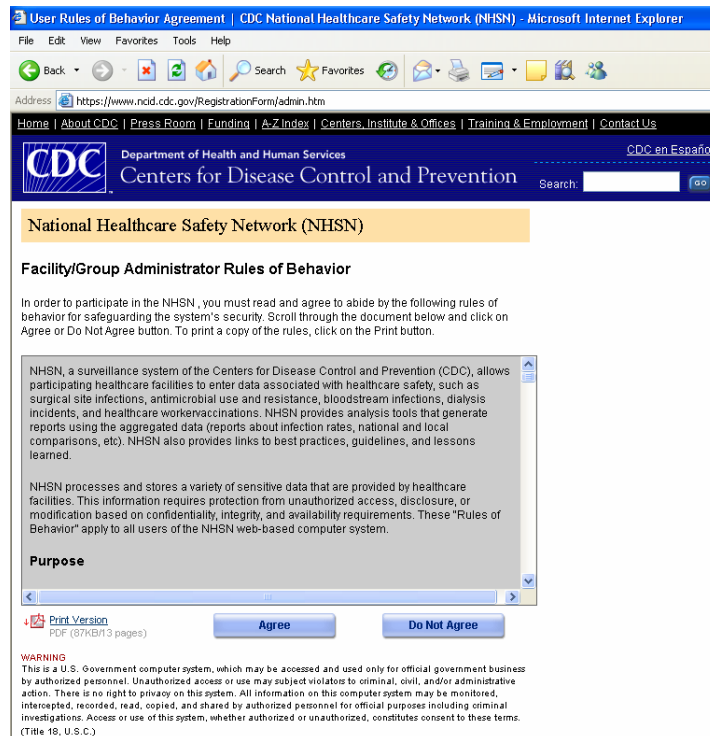 User Rules of Behavior Agreement | CDC National Healthcare Safety Network (NHSN) - Microsoft Internet Explorer
File Edit View Favorites Tools Help
Back Search Favorites
Address https://www.ncid.cdc.gov/RegistrationForm/admin.htm
Home | About CDC | Press Room | Funding | A-Z Index | Centers, Institute & Offices | Training & Employment | Contact Us
CDC en Españo
Department of Health and Human Services
CDC Centers for Disease Control and Prevention
Search: GO
National Healthcare Safety Network (NHSN)
Facility/Group Administrator Rules of Behavior
In order to participate in the NHSN , you must read and agree to abide by the following rules of
behavior for safeguarding the system's security. Scroll through the document below and click on
Agree or Do Not Agree button. To print a copy of the rules, click on the Print button.
NHSN, a surveillance system of the Centers for Disease Control and Prevention (CDC), allows
participating healthcare facilities to enter data associated with healthcare safety, such as
surgical site infections, antimicrobial use and resistance, bloodstream infections, dialysis
incidents, and healthcare workervaccinations. NHSN provides analysis tools that generate
reports using the aggregated data (reports about infection rates, national and local
comparisons, etc). NHSN also provides links to best practices, guidelines, and lessons
learned.
NHSN processes and stores a variety of sensitive data that are provided by healthcare
facilities. This information requires protection from unauthorized access, disclosure, or
modification based on confidentiality, integrity, and availability requirements. These "Rules of
Behavior" apply to all users of the NHSN web-based computer system.
Purpose
Print Version Agree Do Not Agree
PDF (87KB/13 pages)
WARNING
This is a U.S. Government computer system, which may be accessed and used only for official government business
by authorized personnel. Unauthorized access or use may subject violators to criminal, civil, and/or administrative
action. There is no right to privacy on this system. All information on this computer system may be monitored,
intercepted, recorded, read, copied, and shared by authorized personnel for official purposes including criminal
investigations. Access or use of this system, whether authorized or unauthorized, constitutes consent to these terms.
(Title 18, U.S.C.)